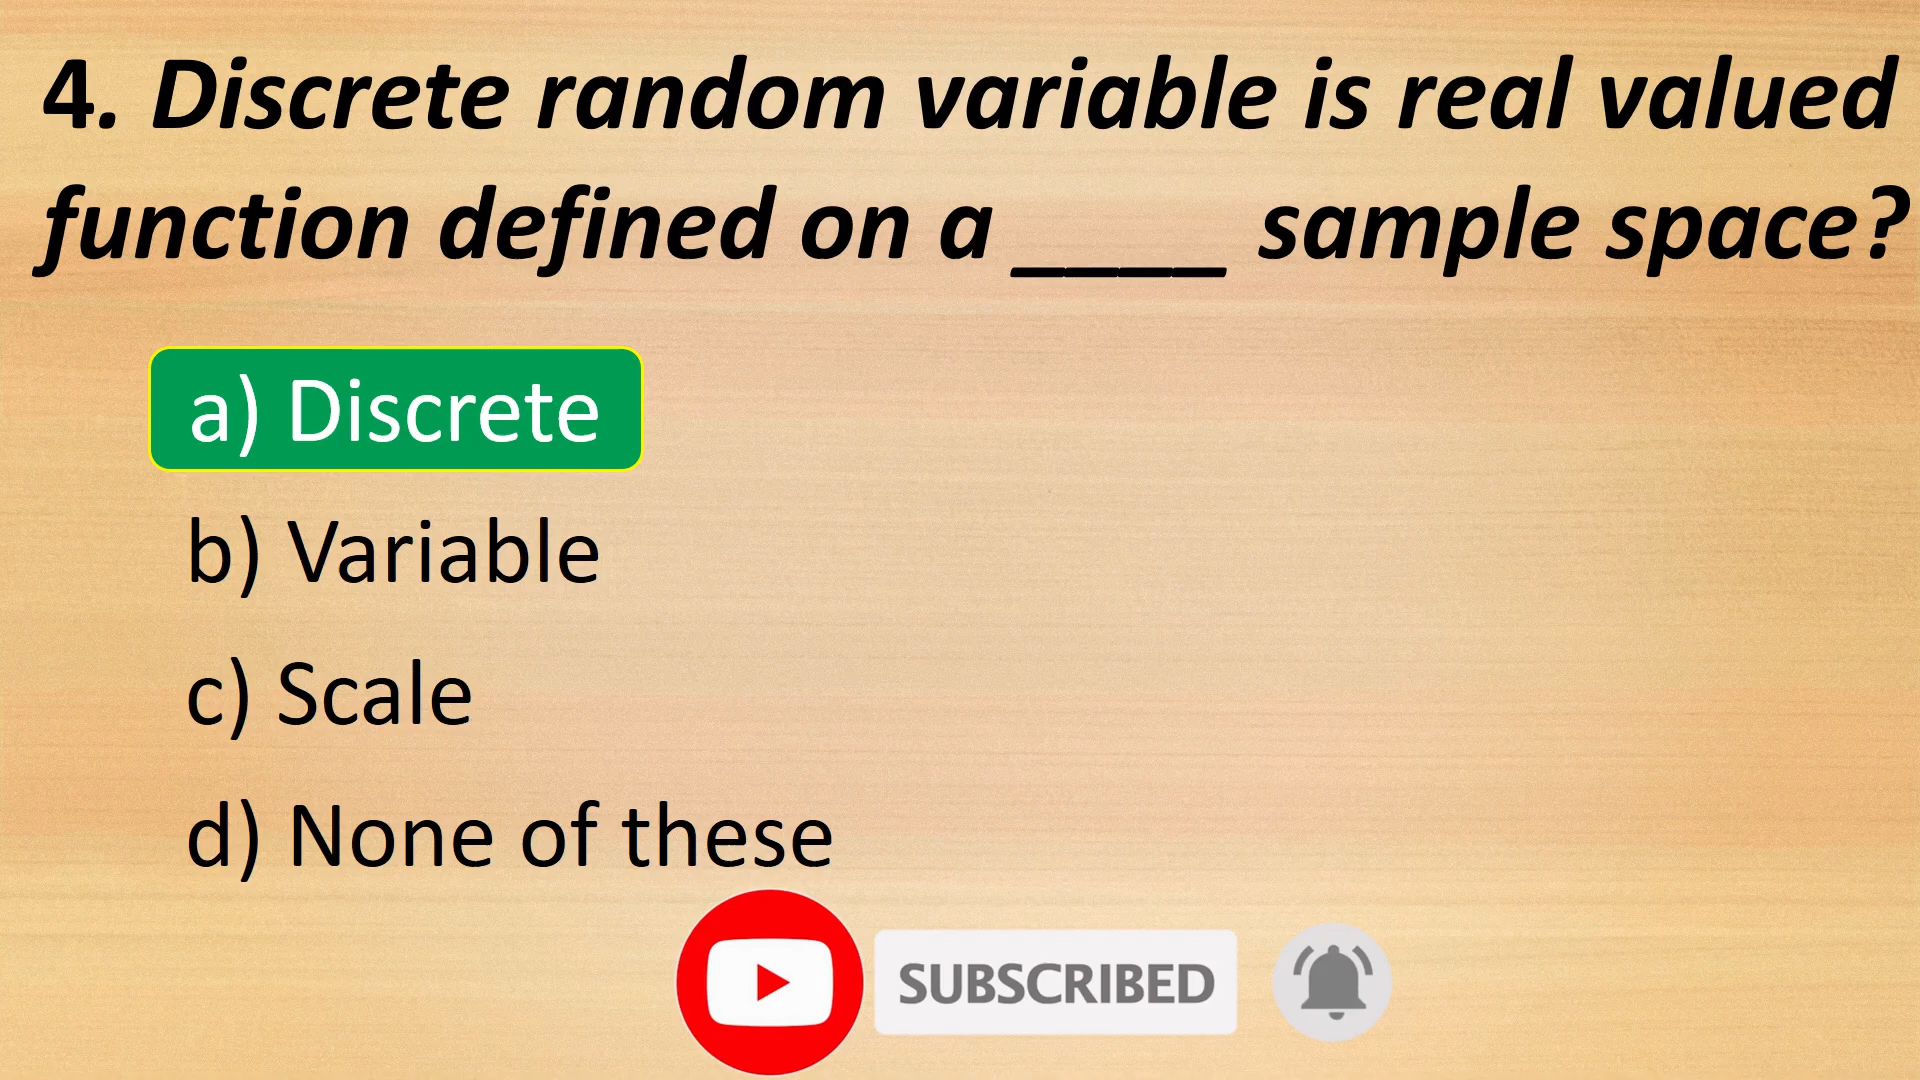 4. Discrete random variable is real valued
function defined on a ____ sample space?
a) Discrete
b) Variable
c) Scale
d) None of these
SUBSCRIBED